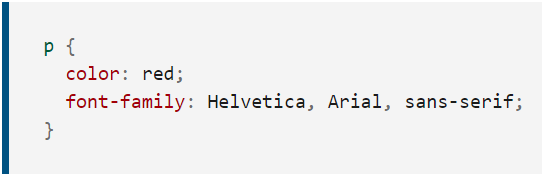 p {
  color: red;
  font-family: Helvetica, Arial, sans-serif;
}